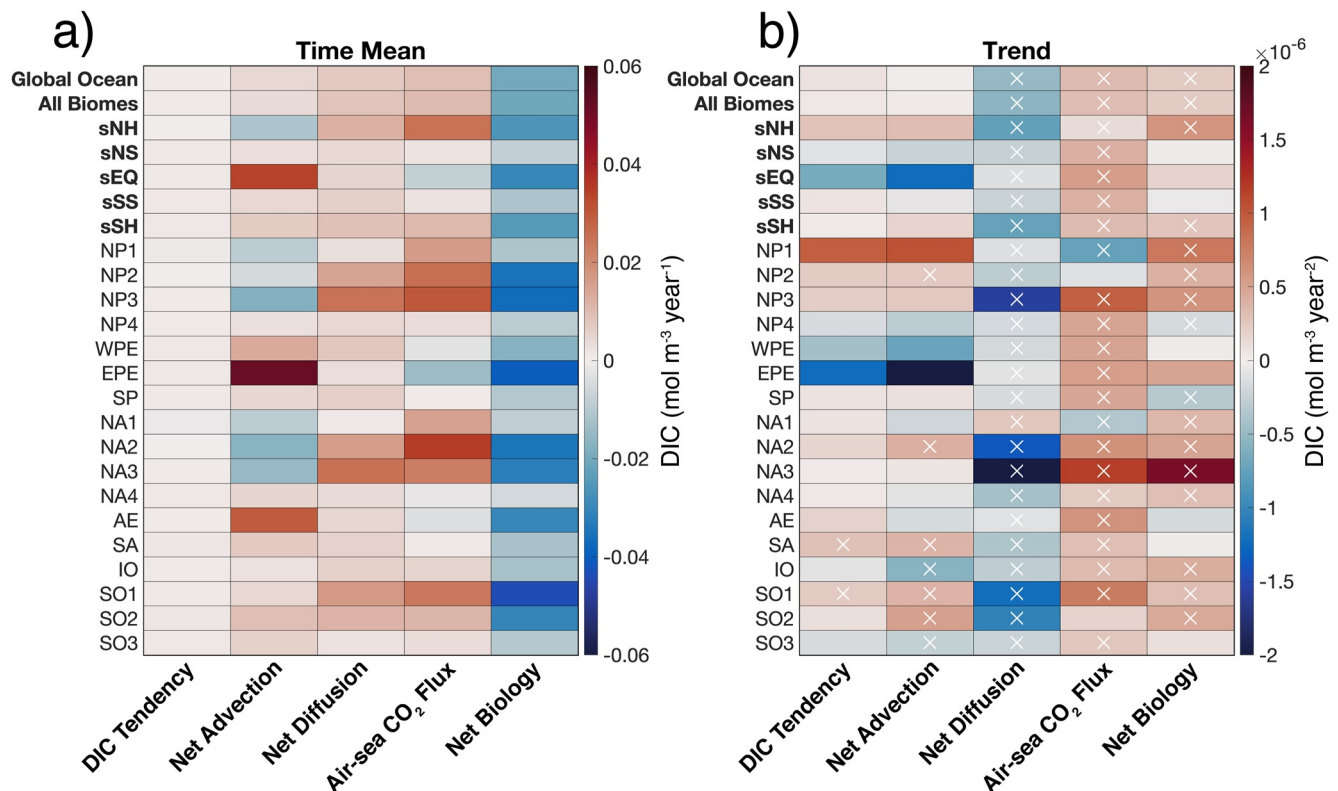 a)
Time Mean
Global Ocean
All Biomes
sNH
sNS
sEQ
sSS
sSH
NP1
NP2
NP3
NP4
WPE
EPE
SP
NA1
NA2
NA3
NA4
AE
SA
IO
SO1
SO2
SO3
DIC Tendency
Net Advection
Net Diffusion
Air-sea CO₂ Flux
Net Biology
0.06
0.04
0.02
0
-0.02
-0.04
-0.06
DIC (mol m⁻³ year⁻¹)
b)
Trend
Global Ocean
All Biomes
sNH
sNS
sEQ
sSS
sSH
NP1
NP2
NP3
NP4
WPE
EPE
SP
NA1
NA2
NA3
NA4
AE
SA
IO
SO1
SO2
SO3
DIC Tendency
Net Advection
Net Diffusion
Air-sea CO₂ Flux
Net Biology
×10⁻⁶
2
1.5
1
0.5
0
-0.5
-1
-1.5
-2
DIC (mol m⁻³ year⁻²)